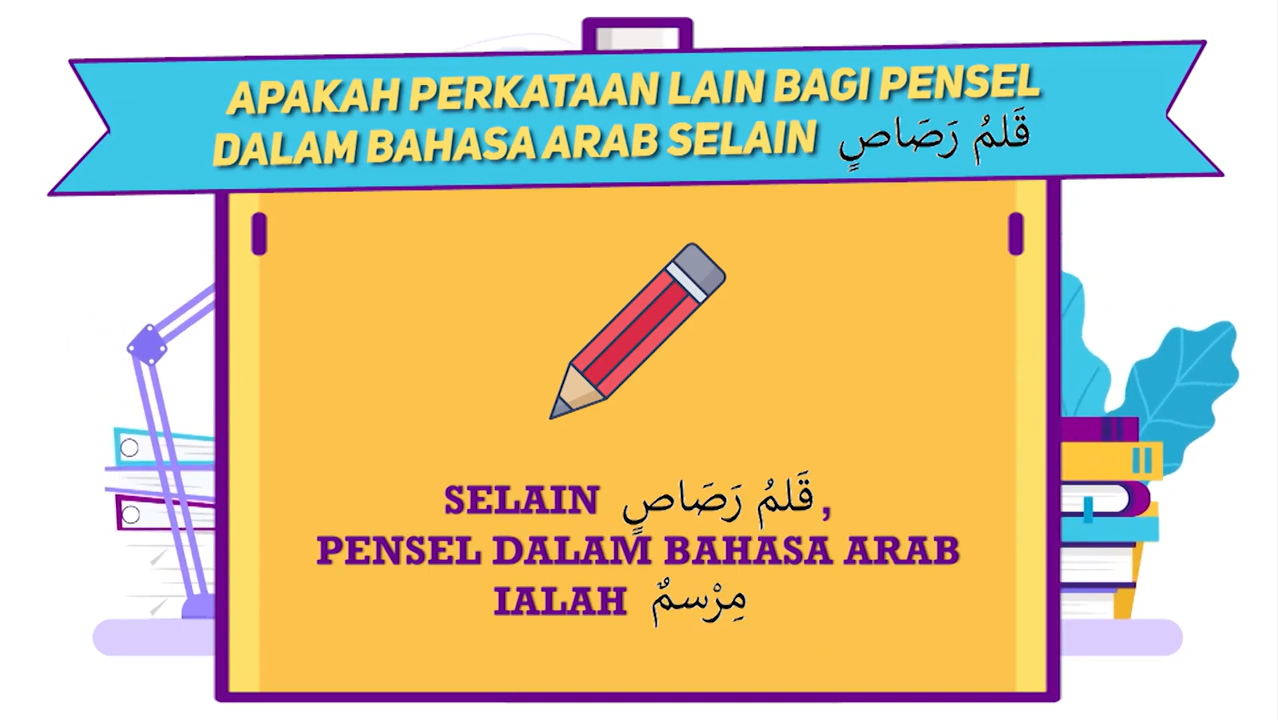 APAKAH PERKATAAN LAIN BAGI PENSEL
DALAM BAHASA ARAB SELAIN قَلمُ رَصَاصٍ
SELAIN قَلمُ رَصَاصٍ ,
PENSEL DALAM BAHASA ARAB
IALAH مِرْسمٌ